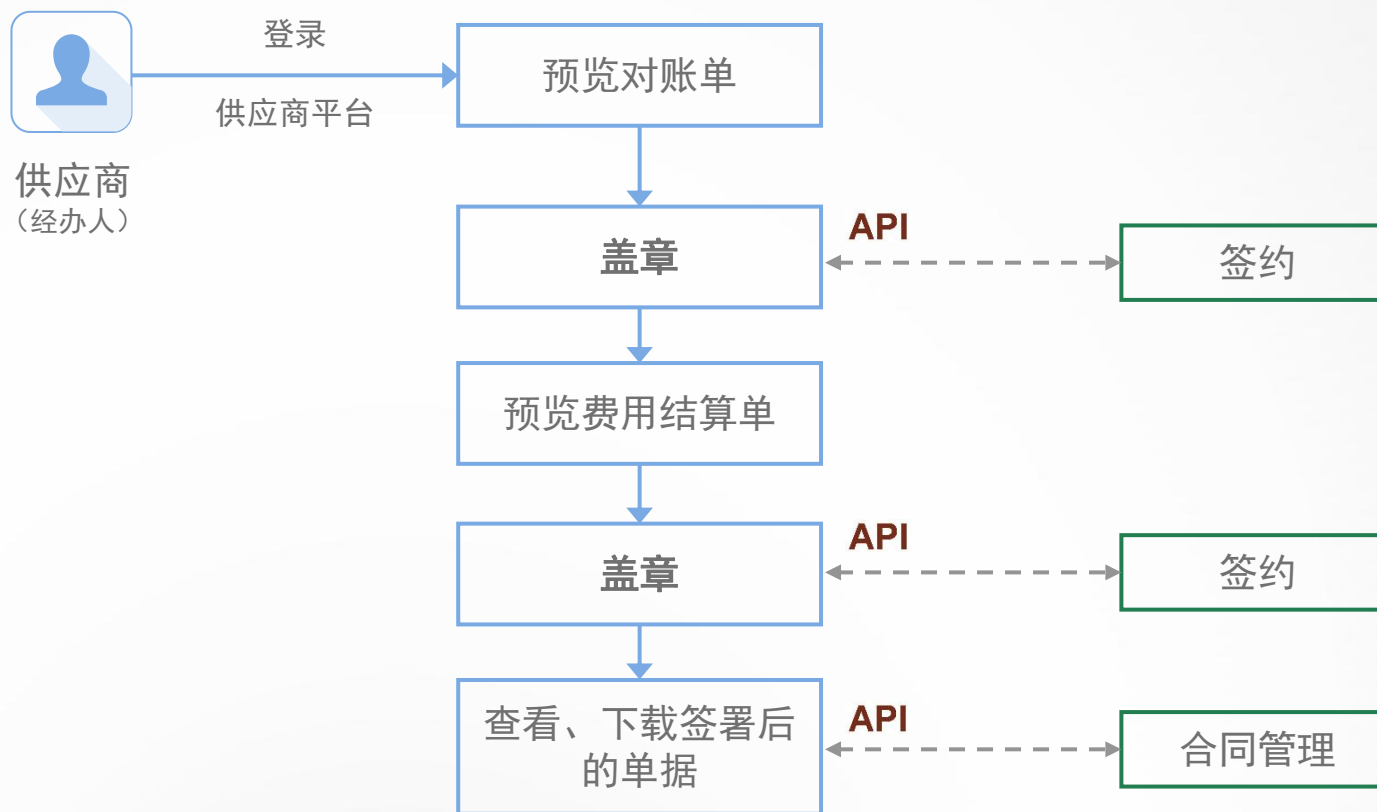 登录
供应商平台
供应商
（经办人）
预览对账单
盖章
API
签约
预览费用结算单
盖章
API
签约
查看、下载签署后
的单据
API
合同管理